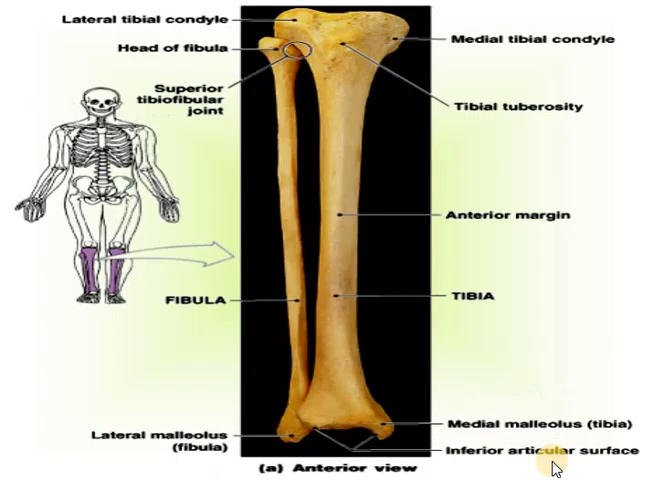 Lateral tibial condyle
Head of fibula
Superior
tibiofibular
joint
Medial tibial condyle
Tibial tuberosity
Anterior margin
FIBULA
TIBIA
Lateral malleolus
(fibula)
Medial malleolus (tibia)
Inferior articular surface
(a) Anterior view